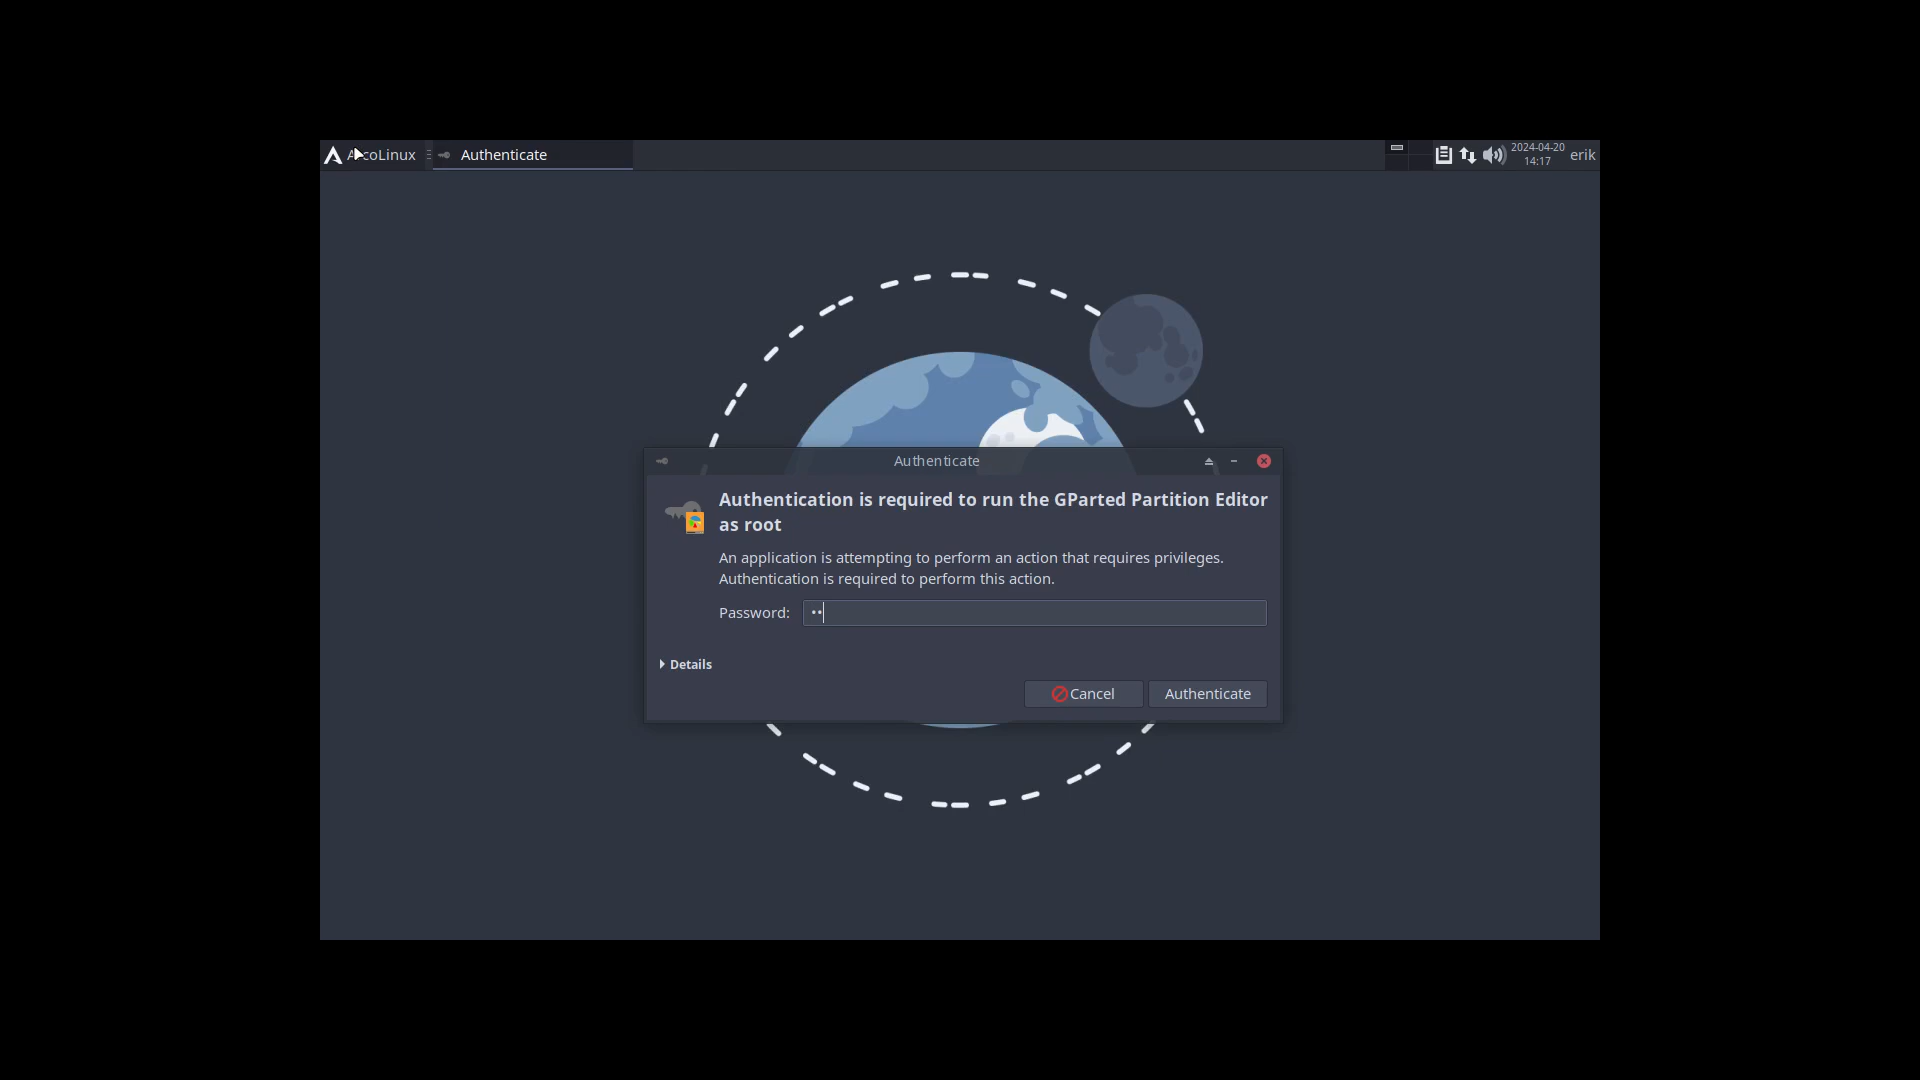 ArcoLinux
Authenticate
2024-04-20
14:17
erik
Authenticate
Authentication is required to run the GParted Partition Editor
as root
An application is attempting to perform an action that requires privileges.
Authentication is required to perform this action.
Password: ••
Details
Cancel
Authenticate